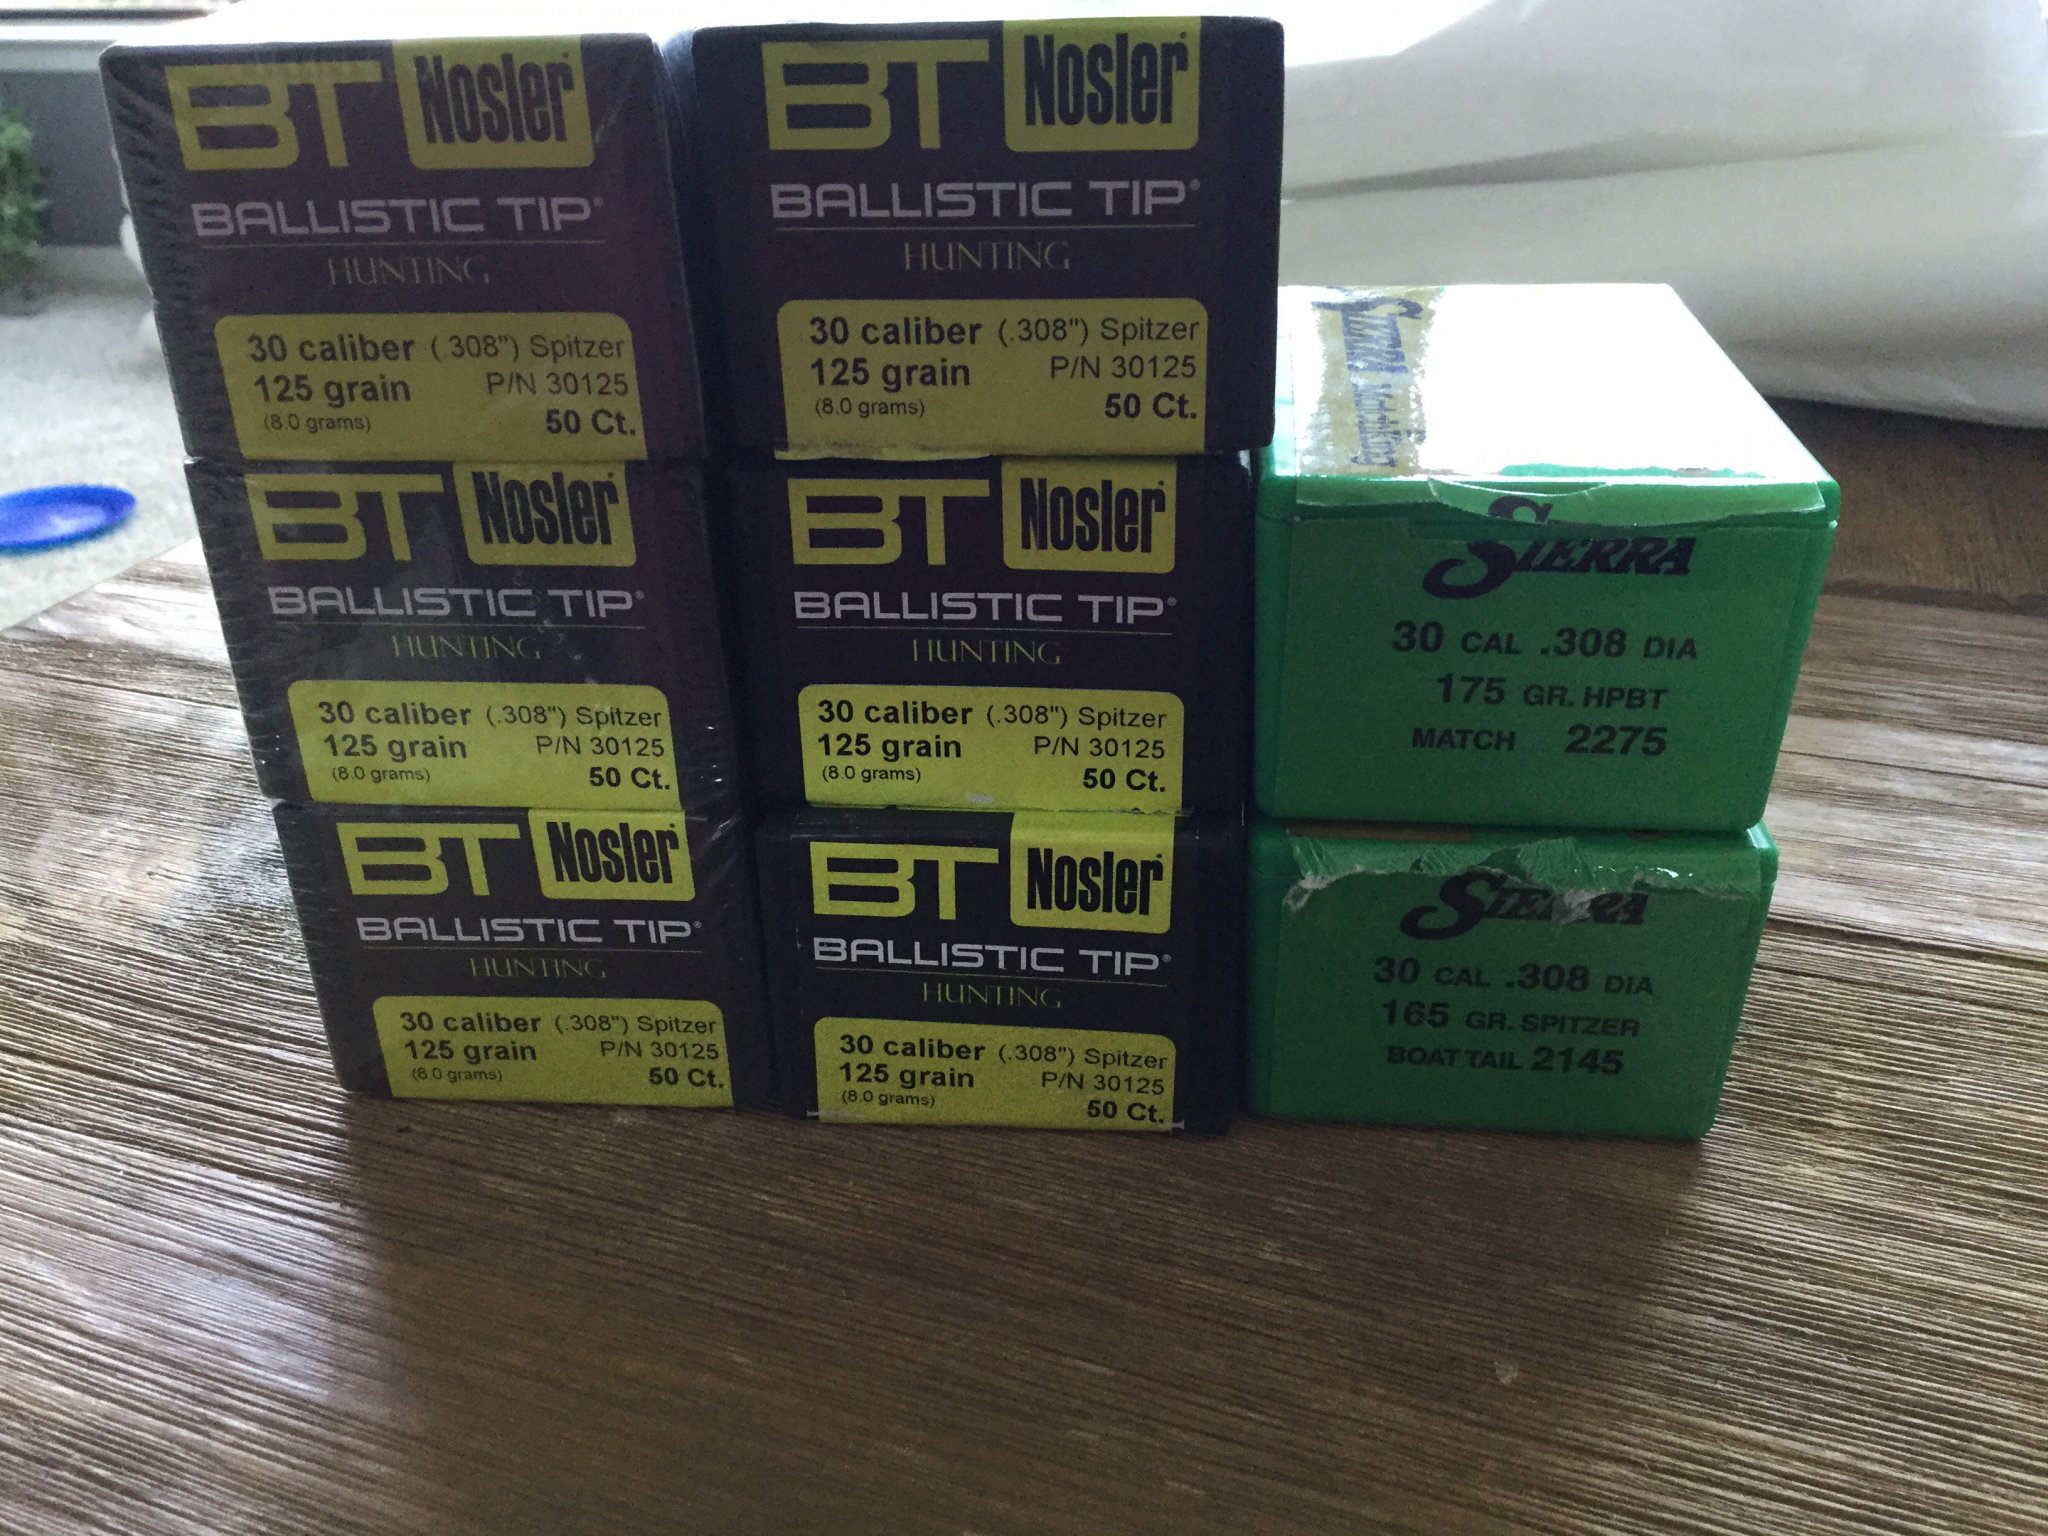 BT Nosler®
BALLISTIC TIP®
HUNTING
30 caliber (.308") Spitzer
125 grain P/N 30125
(8.0 grams) 50 Ct.
BT Nosler®
BALLISTIC TIP®
HUNTING
30 caliber (.308") Spitzer
125 grain P/N 30125
(8.0 grams) 50 Ct.
BT Nosler®
BALLISTIC TIP®
HUNTING
30 caliber (.308") Spitzer
125 grain P/N 30125
(8.0 grams) 50 Ct.
BT Nosler®
BALLISTIC TIP®
HUNTING
30 caliber (.308") Spitzer
125 grain P/N 30125
(8.0 grams) 50 Ct.
BT Nosler®
BALLISTIC TIP®
HUNTING
30 caliber (.308") Spitzer
125 grain P/N 30125
(8.0 grams) 50 Ct.
BT Nosler®
BALLISTIC TIP®
HUNTING
30 caliber (.308") Spitzer
125 grain P/N 30125
(8.0 grams) 50 Ct.
SIERRA MatchKing
SIERRA
30 CAL .308 DIA
175 GR. HPBT
MATCH 2275
SIERRA
30 CAL .308 DIA
165 GR. SPITZER
BOAT TAIL 2145